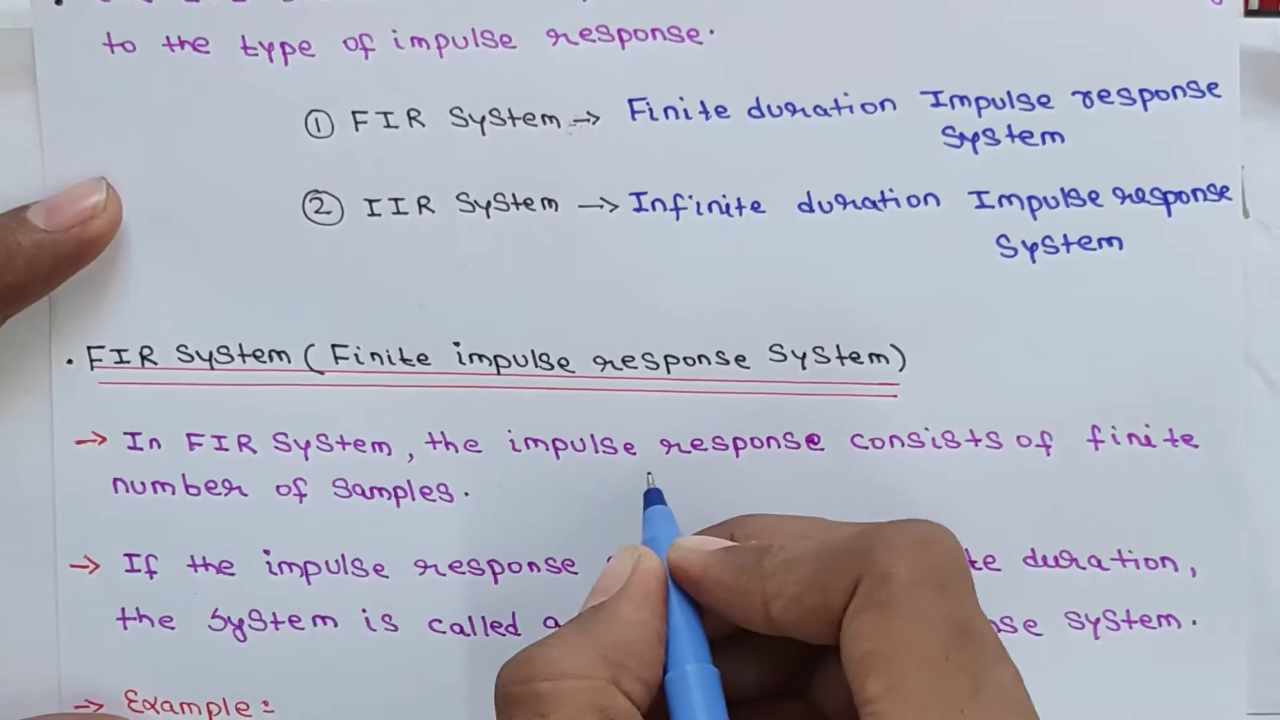 to the type of impulse response.
① FIR System → Finite duration Impulse response
System
② IIR System → Infinite duration Impulse response
System
. FIR System (Finite impulse response System)
→ In FIR System, the impulse response consists of finite
number of samples.
→ If the impulse response duration,
the System is called System.
→ Example: